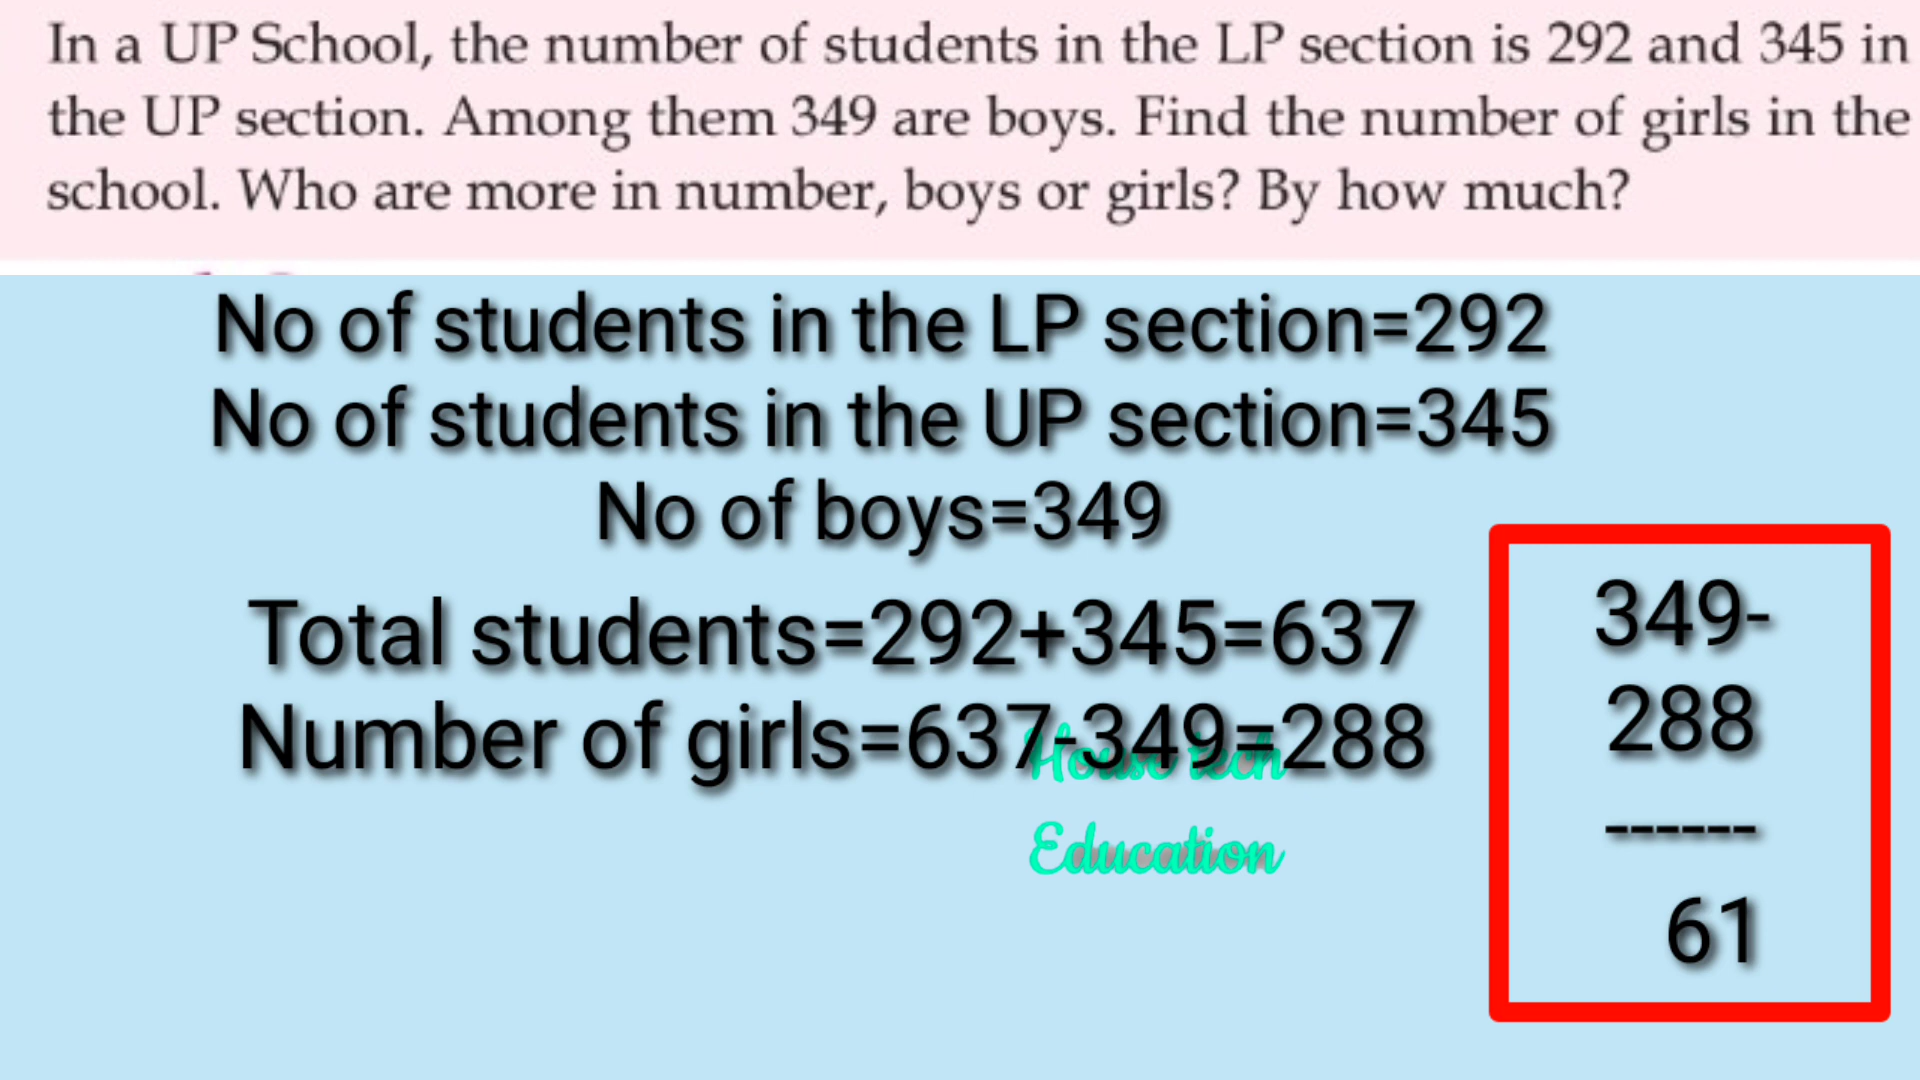 In a UP School, the number of students in the LP section is 292 and 345 in
the UP section. Among them 349 are boys. Find the number of girls in the
school. Who are more in number, boys or girls? By how much?
No of students in the LP section=292
No of students in the UP section=345
No of boys=349
Total students=292+345=637
Number of girls=637-349=288
House tech
Education
349-
288
------
61